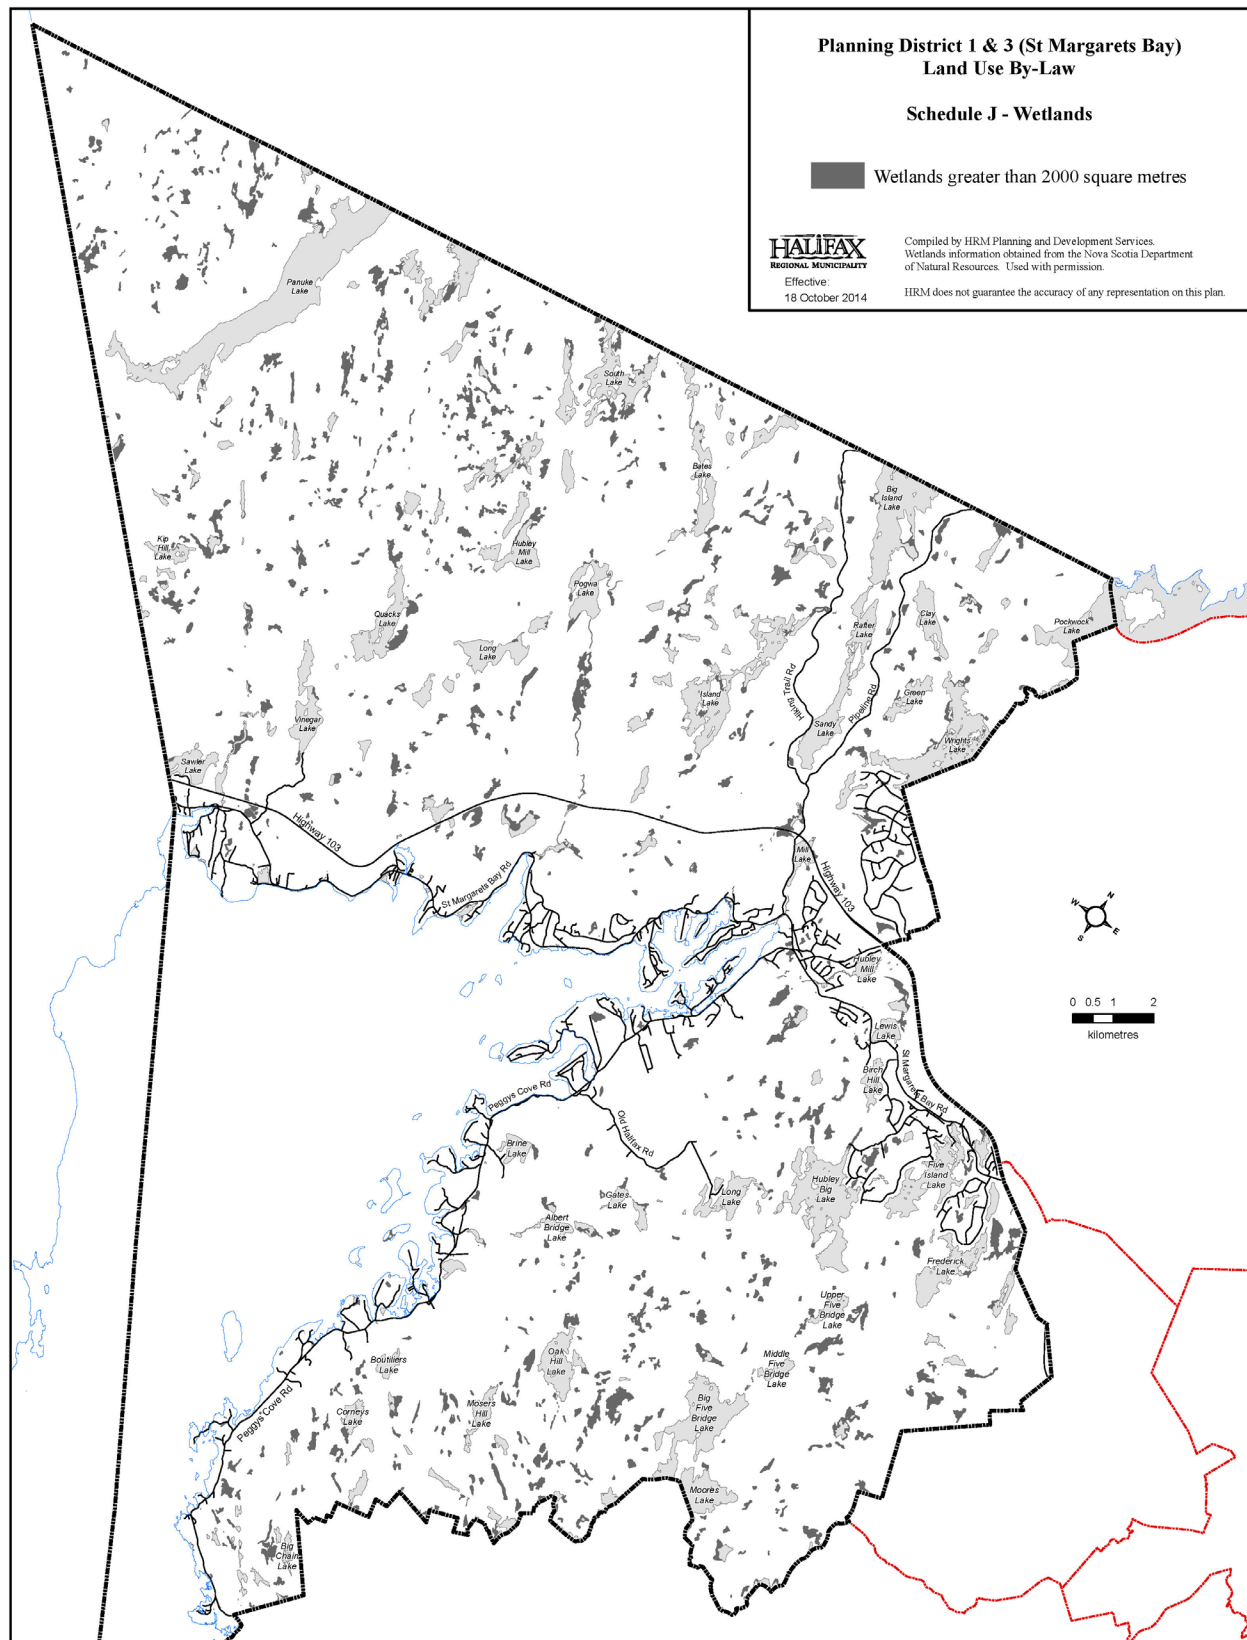 Planning District 1 & 3 (St Margarets Bay)
Land Use By-Law
Schedule J - Wetlands
Wetlands greater than 2000 square metres
HALIFAX
REGIONAL MUNICIPALITY
Effective:
18 October 2014
Compiled by HRM Planning and Development Services.
Wetlands information obtained from the Nova Scotia Department
of Natural Resources. Used with permission.
HRM does not guarantee the accuracy of any representation on this plan.
Panuke
Lake
South
Lake
Bates
Lake
Big
Island
Lake
Kip
Hill
Lake
Hubley
Mill
Lake
Pogwa
Lake
Quacks
Lake
Long
Lake
Rafter
Lake
Clay
Lake
Pockwock
Lake
Island
Lake
Hiking Trail Rd
Pipeline Rd
Green
Lake
Vinegar
Lake
Sandy
Lake
Wrights
Lake
Sawler
Lake
Highway 103
Mill
Lake
Highway 103
St Margarets Bay Rd
N
W
E
S
Hubley
Mill
Lake
0 0.5 1 2
kilometres
Lewis
Lake
St Margarets Bay Rd
Birch
Hill
Lake
Peggys Cove Rd
Old Halifax Rd
Brine
Lake
Five
Island
Lake
Hubley
Big
Lake
Gates
Lake
Long
Lake
Albert
Bridge
Lake
Frederick
Lake
Upper
Five
Bridge
Lake
Oak
Hill
Lake
Boutiliers
Lake
Middle
Five
Bridge
Lake
Big
Five
Bridge
Lake
Peggys Cove Rd
Corneys
Lake
Mosers
Hill
Lake
Moores
Lake
Big
Chain
Lake